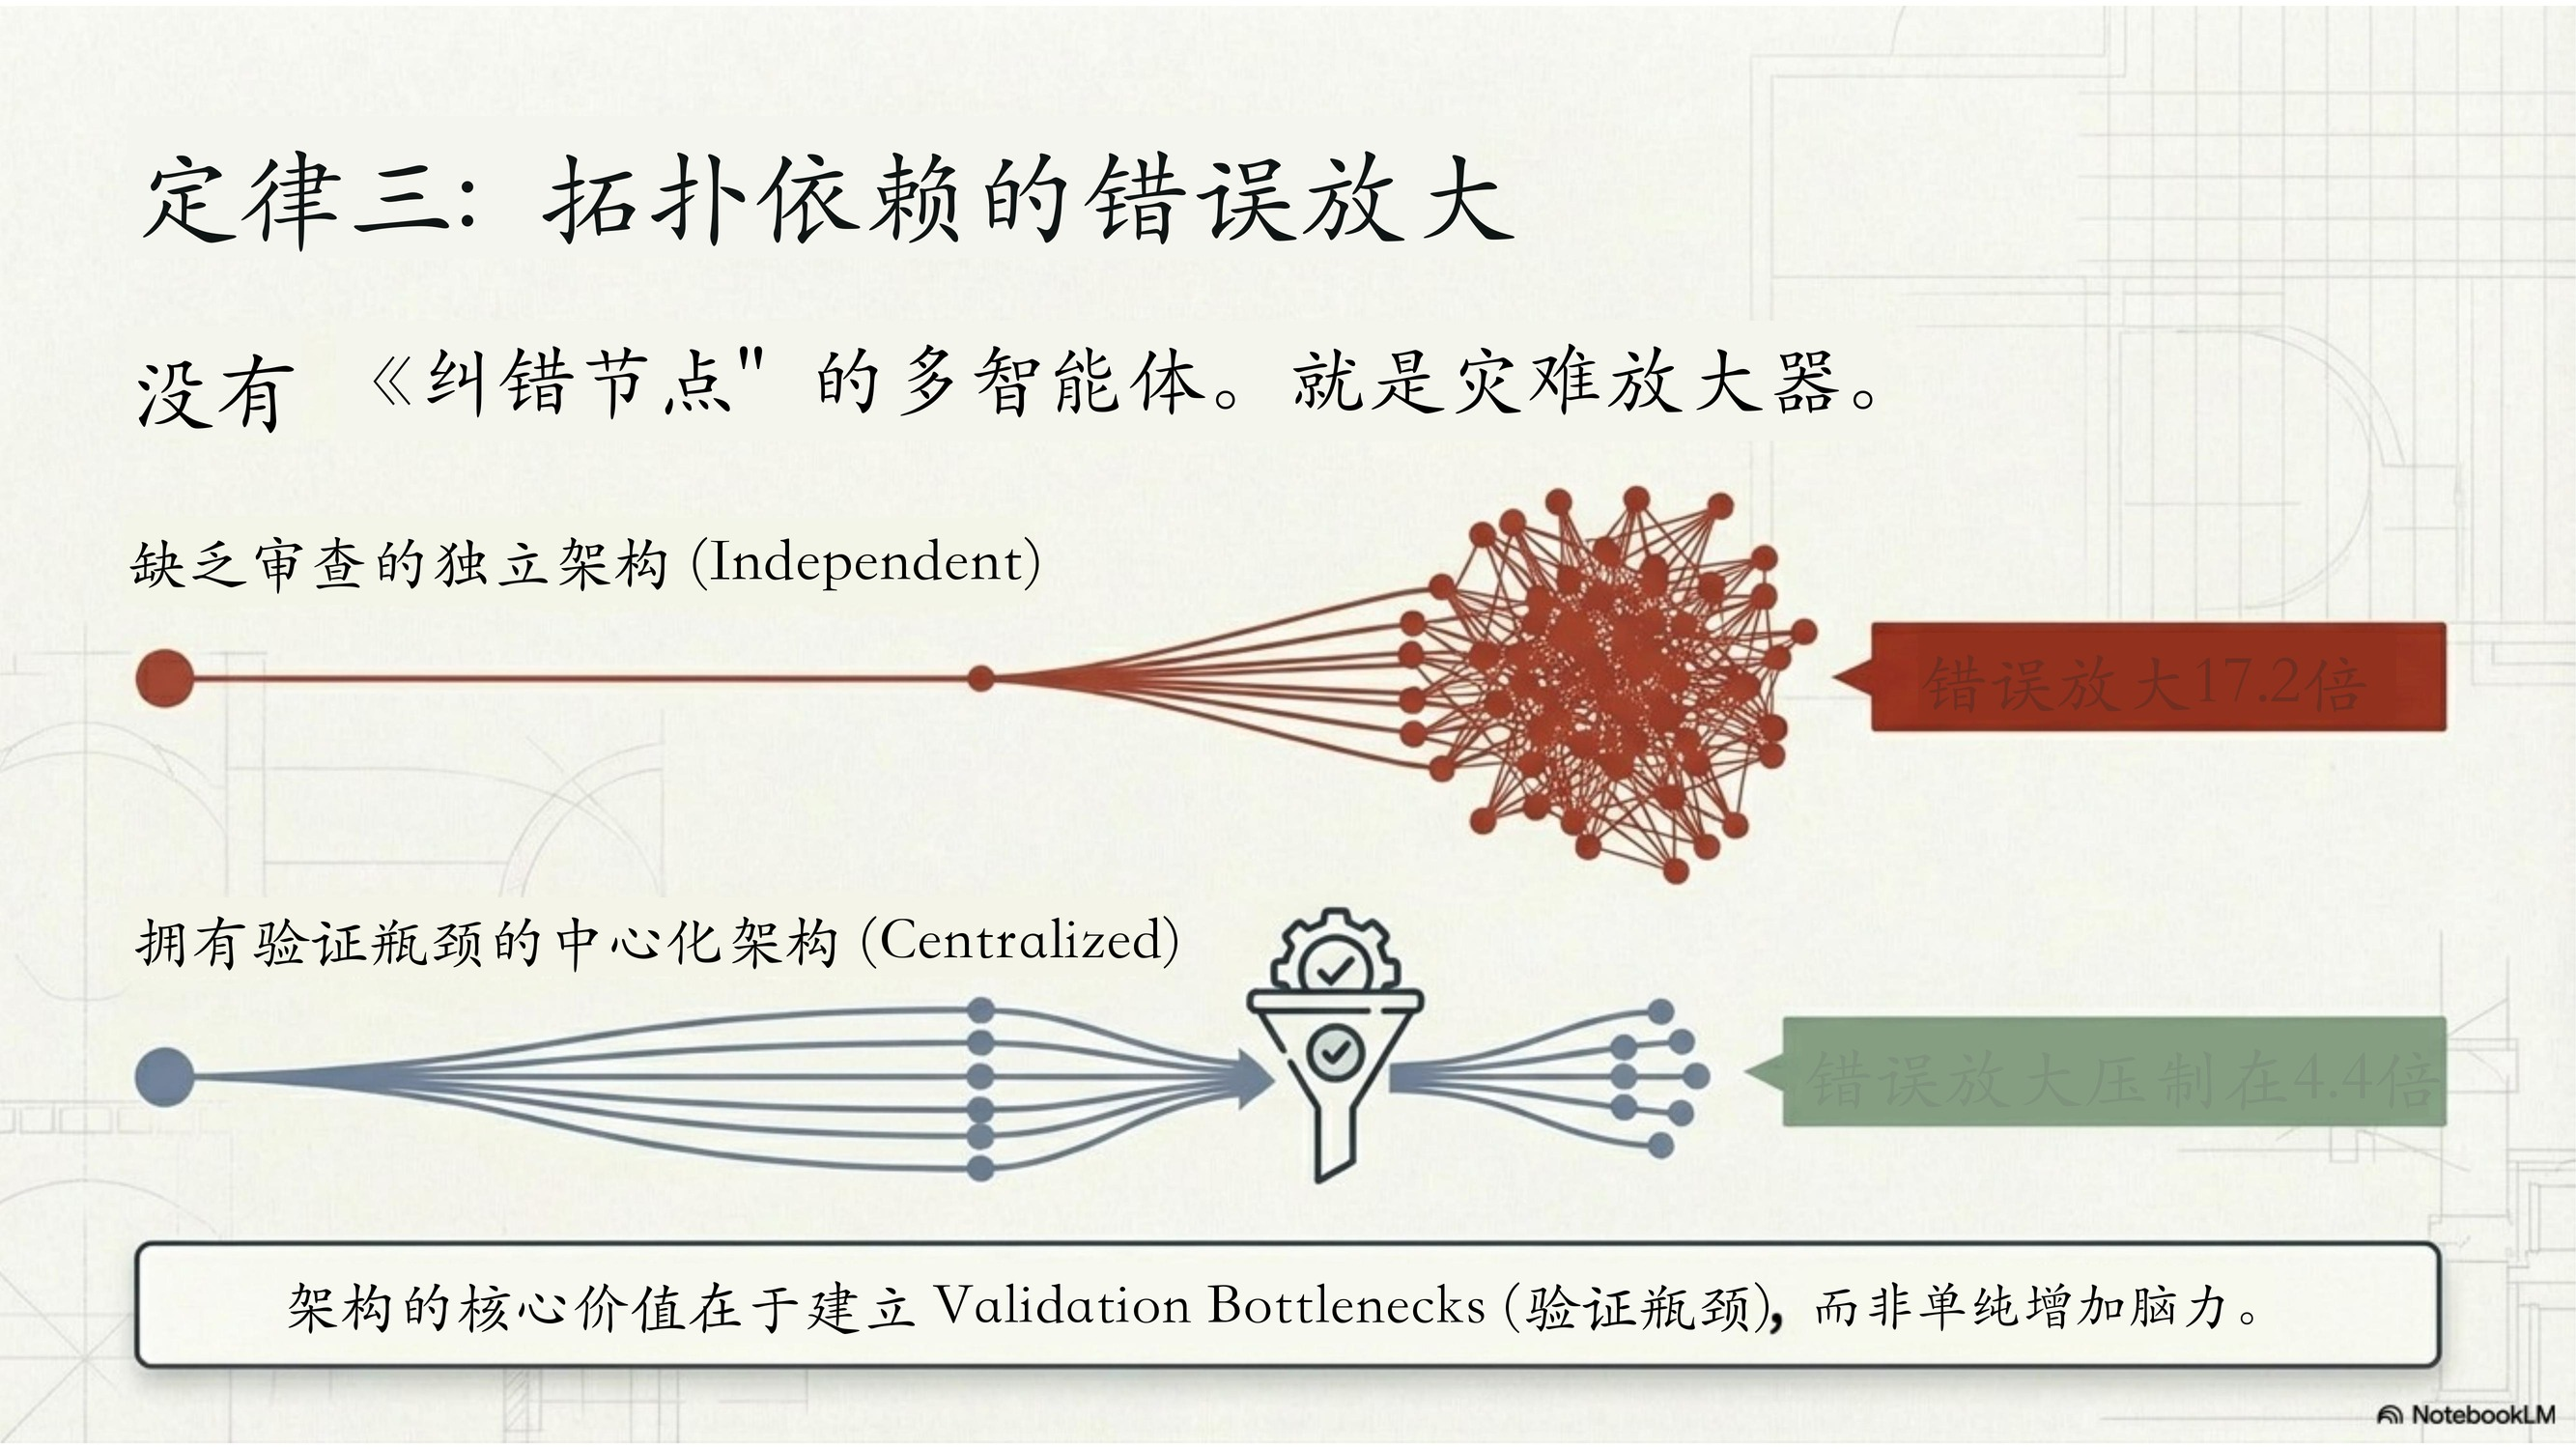 定律三：拓扑依赖的错误放大
没有 《纠错节点" 的多智能体。就是灾难放大器。
缺乏审查的独立架构 (Independent)
错误放大17.2倍
拥有验证瓶颈的中心化架构 (Centralized)
错误放大压制在4.4倍
架构的核心价值在于建立 Validation Bottlenecks (验证瓶颈)，而非单纯增加脑力。
NotebookLM